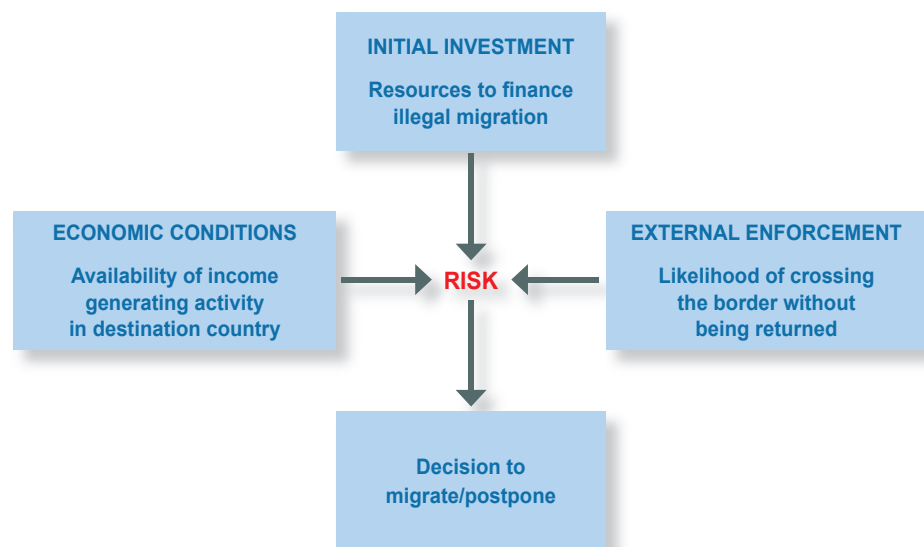 INITIAL INVESTMENT
Resources to finance
illegal migration
ECONOMIC CONDITIONS
Availability of income
generating activity
in destination country
RISK
EXTERNAL ENFORCEMENT
Likelihood of crossing
the border without
being returned
Decision to
migrate/postpone